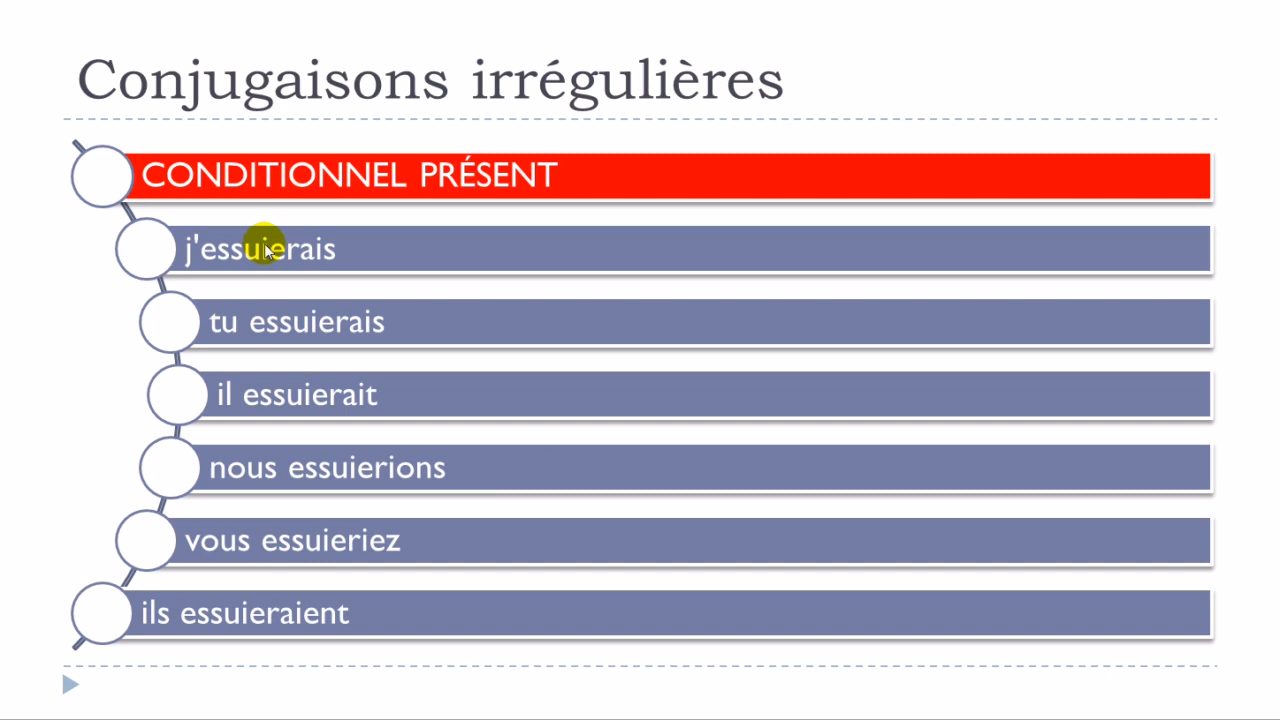 Conjugaisons irrégulières
CONDITIONNEL PRÉSENT
j'essuierais
tu essuierais
il essuierait
nous essuierions
vous essuieriez
ils essuieraient